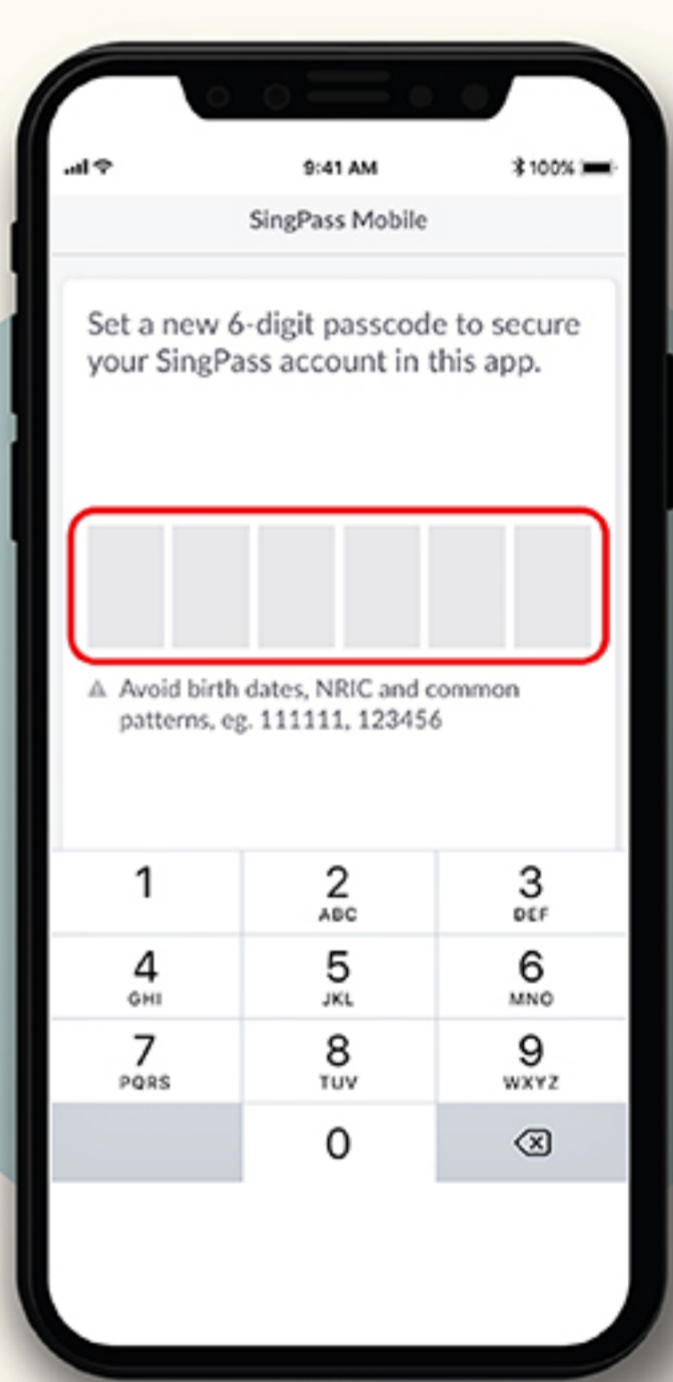 9:41 AM
100%
SingPass Mobile
Set a new 6-digit passcode to secure
your SingPass account in this app.
Avoid birth dates, NRIC and common
patterns, eg. 111111, 123456
1 2 3
ABC DEF
4 5 6
GHI JKL MNO
7 8 9
PQRS TUV WXYZ
0